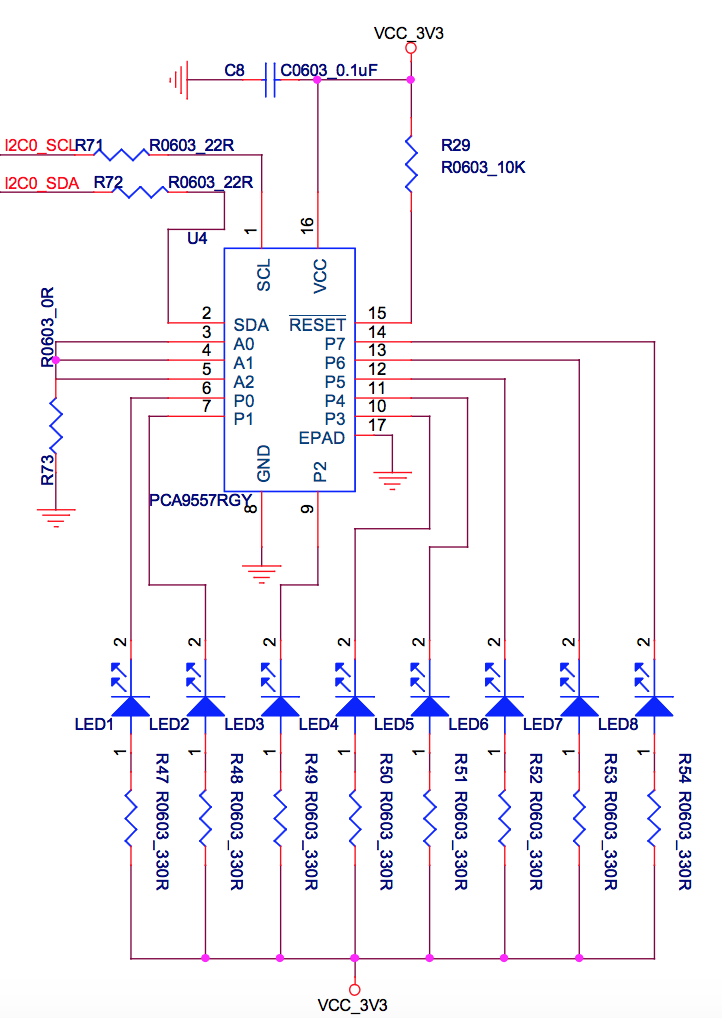 VCC_3V3
C8 C0603_0.1uF
I2C0_SCL R71 R0603_22R
R29
R0603_10K
I2C0_SDA R72 R0603_22R
1
16
U4
SCL
VCC
2
SDA
RESET
15
R0603_0R
3
A0
P7
14
4
A1
P6
13
5
A2
P5
12
6
P0
P4
11
7
P1
P3
10
EPAD
17
R73
GND
P2
PCA9557RGY
8
9
2
2
2
2
2
2
2
2
LED1
LED2
LED3
LED4
LED5
LED6
LED7
LED8
1
1
1
1
1
1
1
1
R47 R0603_330R
R48 R0603_330R
R49 R0603_330R
R50 R0603_330R
R51 R0603_330R
R52 R0603_330R
R53 R0603_330R
R54 R0603_330R
VCC_3V3